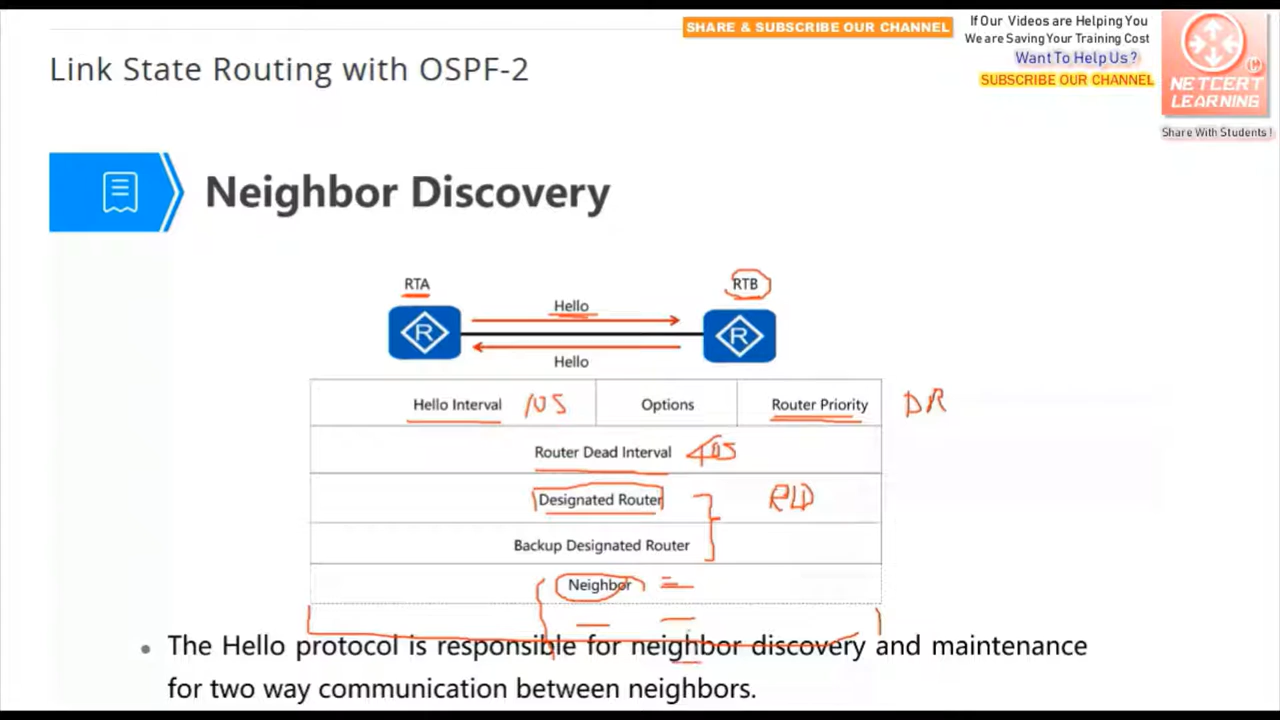 SHARE & SUBSCRIBE OUR CHANNEL
If Our Videos are Helping You
We are Saving Your Training Cost
Want To Help Us ?
SUBSCRIBE OUR CHANNEL
NETCERT
LEARNING
Share With Students !
Link State Routing with OSPF-2
Neighbor Discovery
RTA
RTB
Hello
R
R
Hello
Hello Interval 10S Options Router Priority DR
Router Dead Interval 40S
Designated Router
Backup Designated Router
Neighbor
• The Hello protocol is responsible for neighbor discovery and maintenance
for two way communication between neighbors.